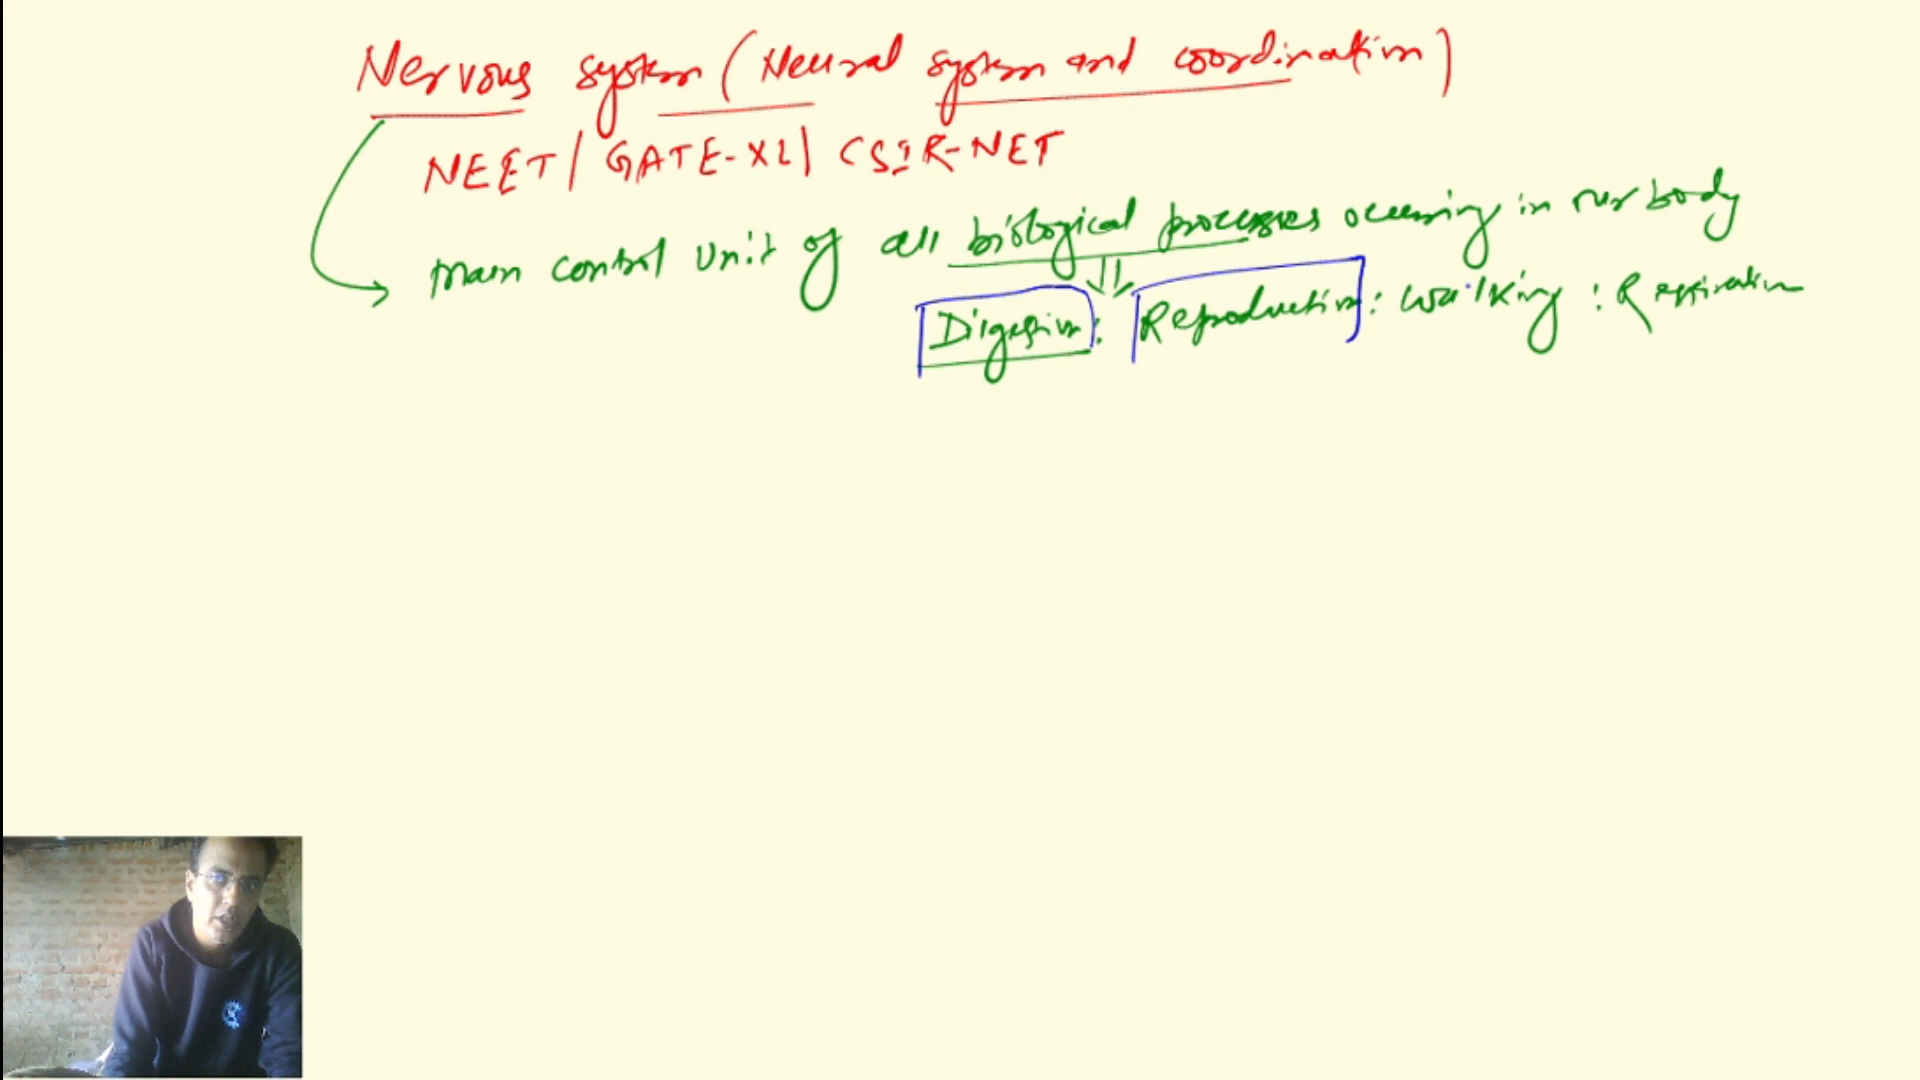 Nervous system (Neural system and coordination)
NEET / GATE-XL / CSIR-NET
main control unit of all biological processes occurring in our body
Digestion : Reproduction : walking : Respiration